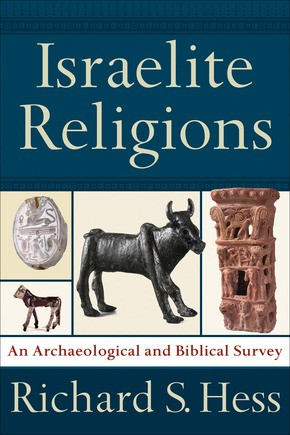 Israelite
Religions
An Archaeological and Biblical Survey
Richard S. Hess